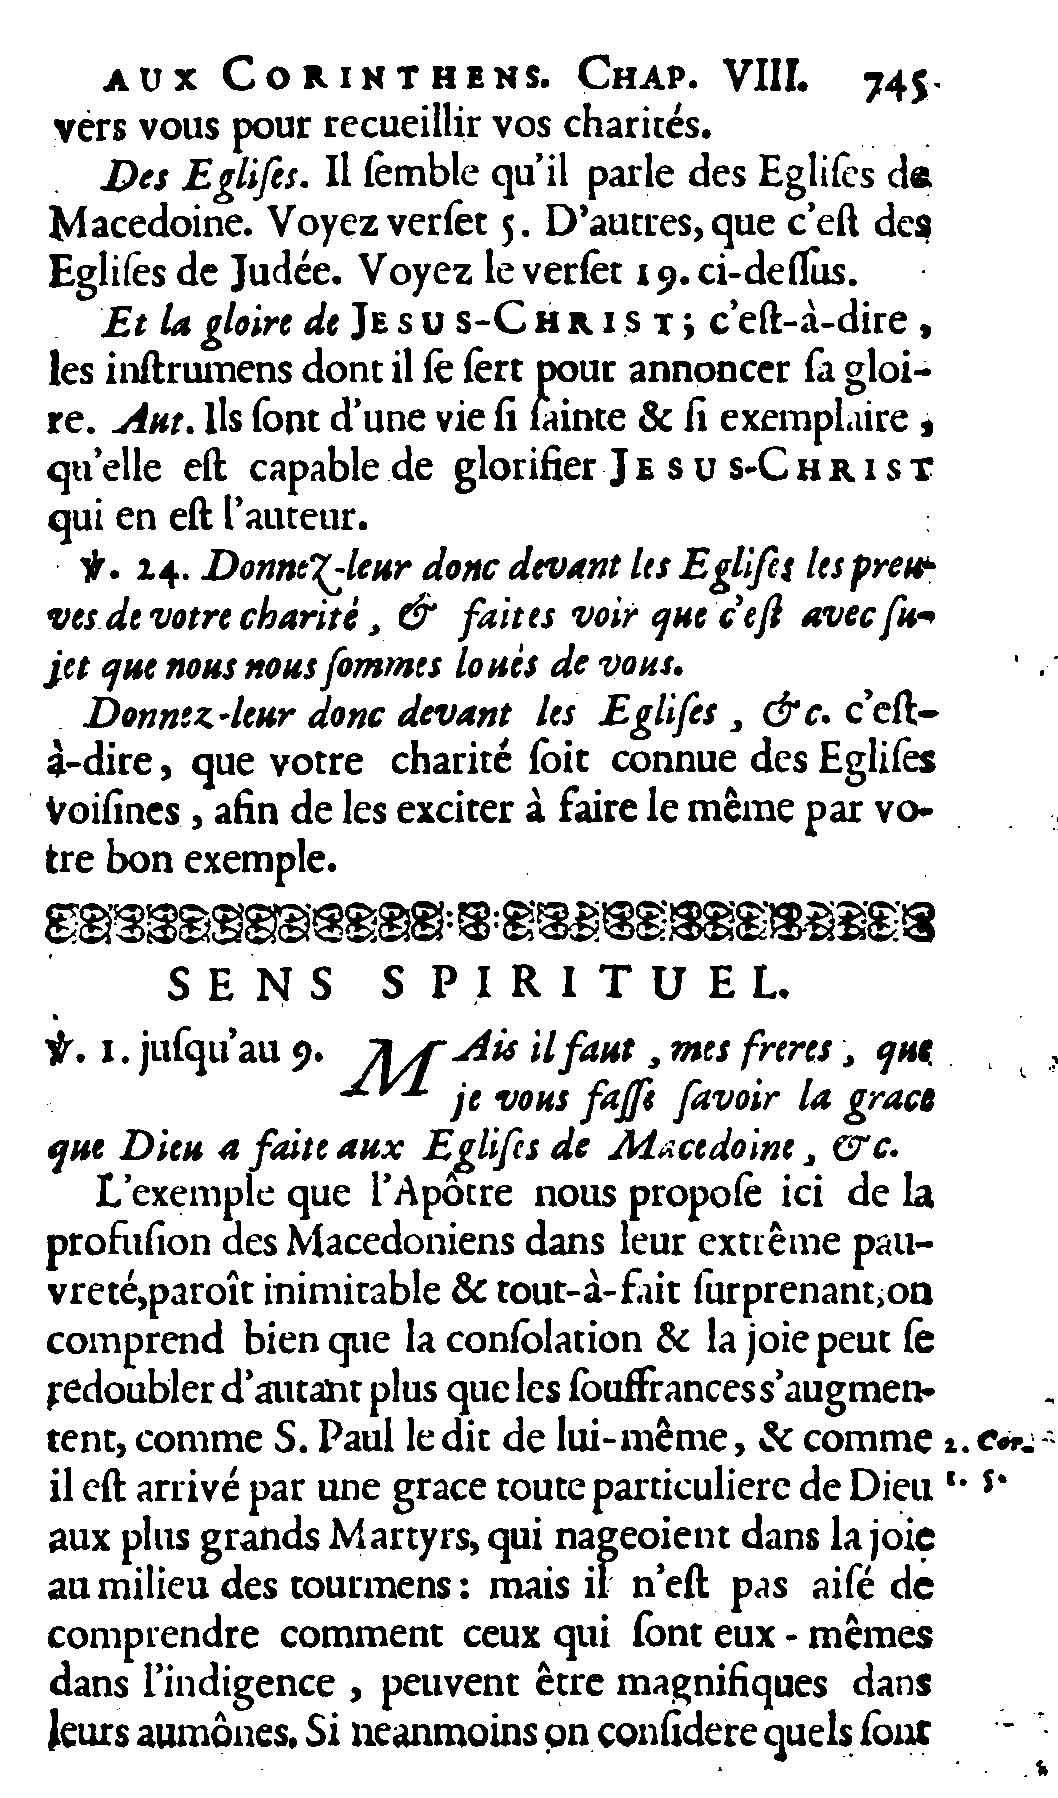 AUX CORINTHENS. CHAP. VIII. 745.
vers vous pour recueillir vos charités.
Des Egliſes. Il ſemble qu'il parle des Egliſes de
Macedoine. Voyez verſet 5. D'autres, que c'eſt des
Egliſes de Judée. Voyez le verſet 19. ci-deſſus.
Et la gloire de JESUS-CHRIST; c'eſt-à-dire,
les inſtrumens dont il ſe ſert pour annoncer ſa gloi-
re. Aut. Ils ſont d'une vie ſi ſainte & ſi exemplaire,
qu'elle eſt capable de glorifier JESUS-CHRIST
qui en eſt l'auteur.
℣. 24. Donnez-leur donc devant les Egliſes les preu-
ves de votre charité, & faites voir que c'eſt avec ſu-
jet que nous nous ſommes loués de vous.
Donnez-leur donc devant les Egliſes, &c. c'eſt-
à-dire, que votre charité ſoit connue des Egliſes
voiſines, afin de les exciter à faire le même par vo-
tre bon exemple.
SENS SPIRITUEL.
℣. 1. juſqu'au 9. MAis il faut, mes freres, que
je vous faſſe ſavoir la grace
que Dieu a faite aux Egliſes de Macedoine, &c.
L'exemple que l'Apôtre nous propoſe ici de la
profuſion des Macedoniens dans leur extrême pau-
vreté, paroît inimitable & tout-à-fait ſurprenant; on
comprend bien que la conſolation & la joie peut ſe
redoubler d'autant plus que les ſouffrances s'augmen-
tent, comme S. Paul le dit de lui-même, & comme 2. Cor.
il eſt arrivé par une grace toute particuliere de Dieu 1. 5.
aux plus grands Martyrs, qui nageoient dans la joie
au milieu des tourmens: mais il n'eſt pas aiſé de
comprendre comment ceux qui ſont eux-mêmes
dans l'indigence, peuvent être magnifiques dans
leurs aumônes. Si neanmoins on conſidere quels ſont